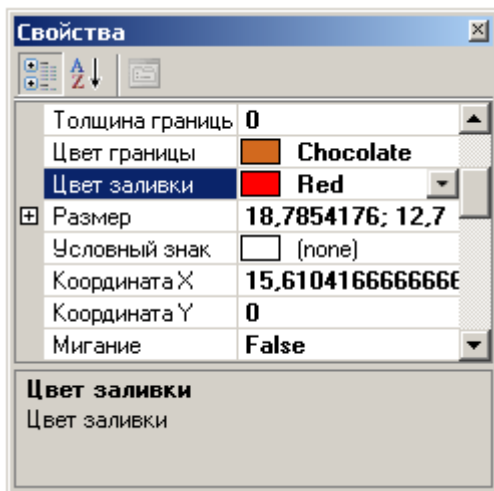 Свойства
Толщина границь 0
Цвет границы Chocolate
Цвет заливки Red
Размер 18,7854176; 12,7
Условный знак (none)
Координата X 15,6104166666666
Координата Y 0
Мигание False
Цвет заливки
Цвет заливки